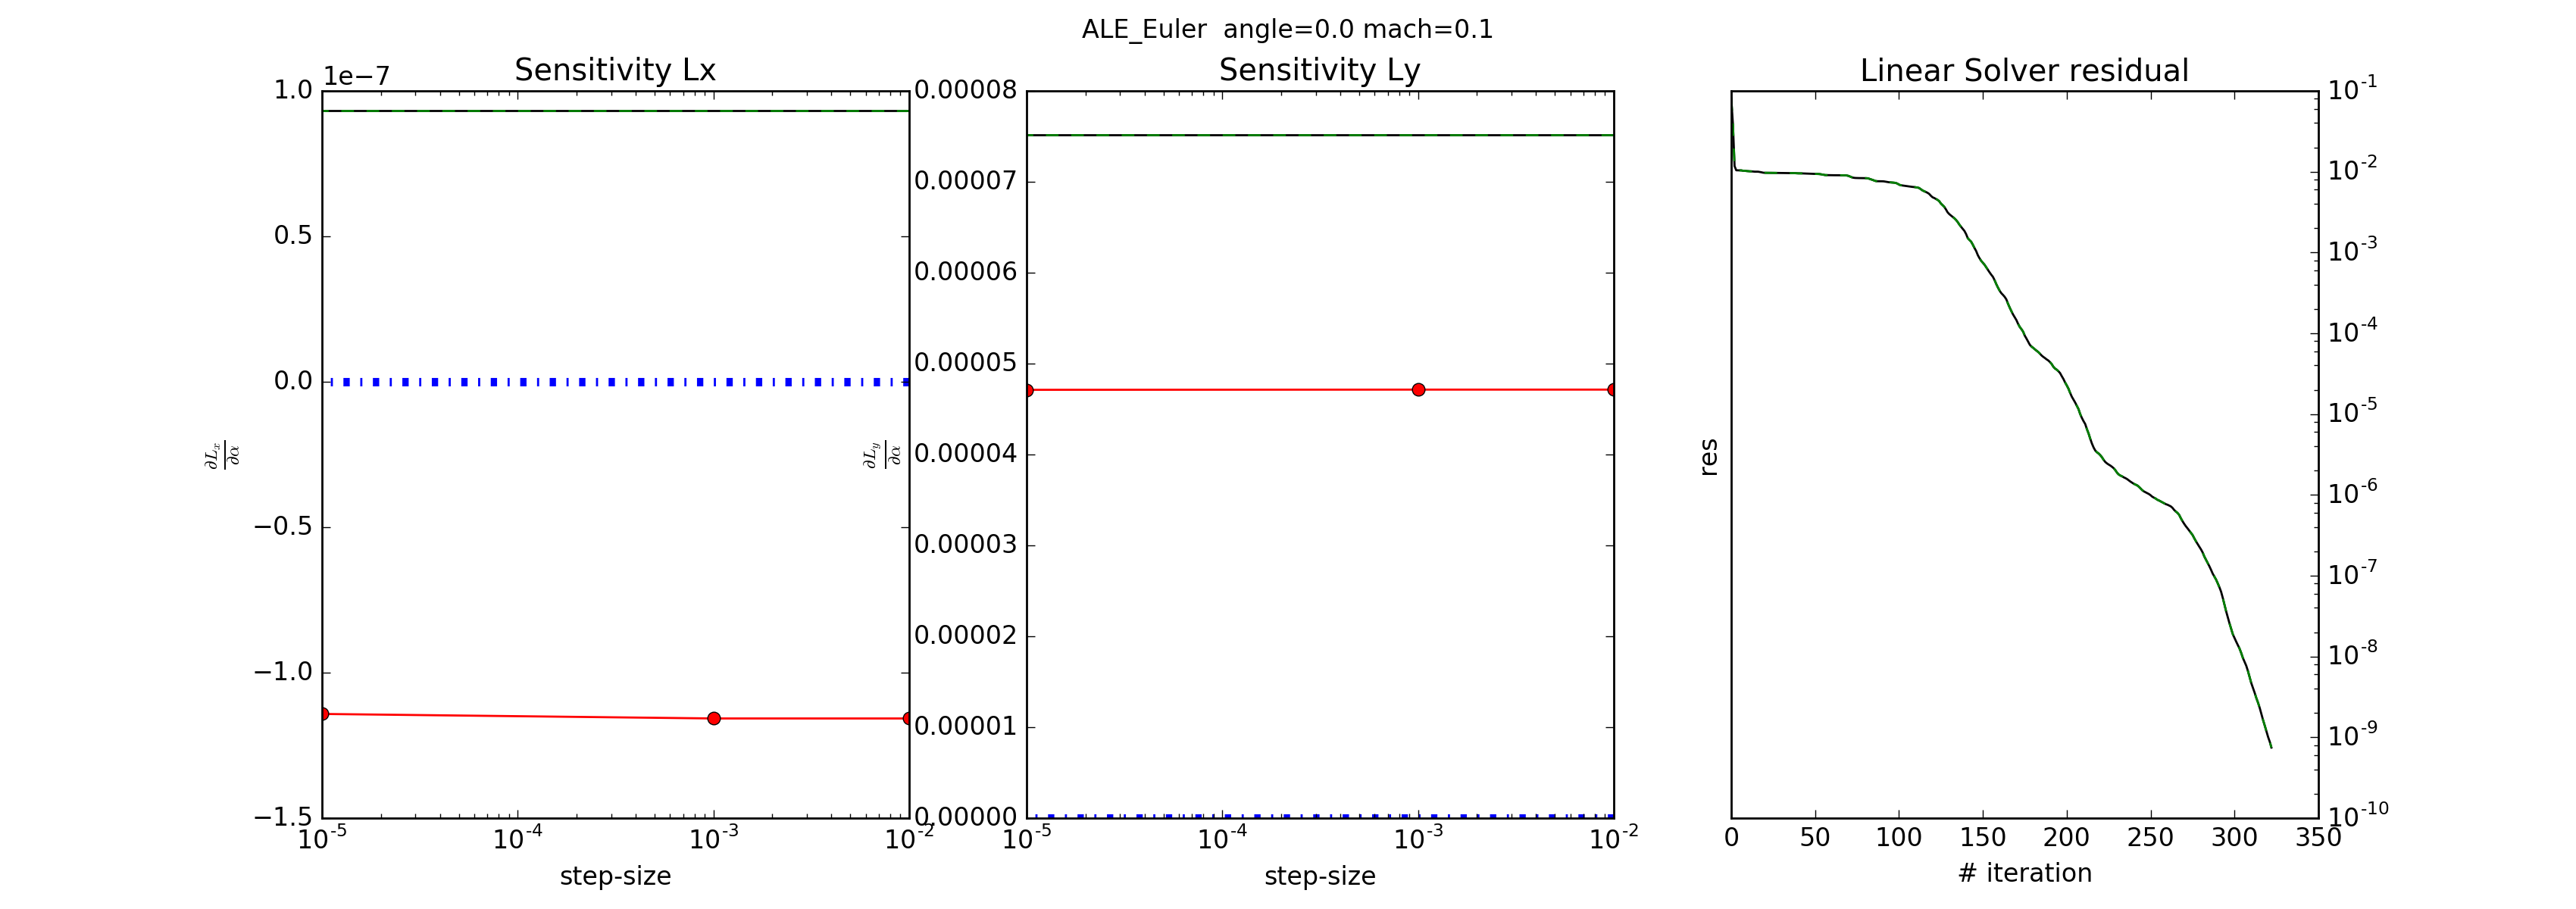 ALE_Euler  angle=0.0 mach=0.1
Sensitivity Lx
1e−7
1.0
0.5
0.0
−0.5
−1.0
−1.5
∂Lx/∂α
10^-5 10^-4 10^-3 10^-2
step-size
Sensitivity Ly
0.00008
0.00007
0.00006
0.00005
0.00004
0.00003
0.00002
0.00001
0.00000
∂Ly/∂α
10^-5 10^-4 10^-3 10^-2
step-size
Linear Solver residual
res
10^-1
10^-2
10^-3
10^-4
10^-5
10^-6
10^-7
10^-8
10^-9
10^-10
0 50 100 150 200 250 300 350
# iteration